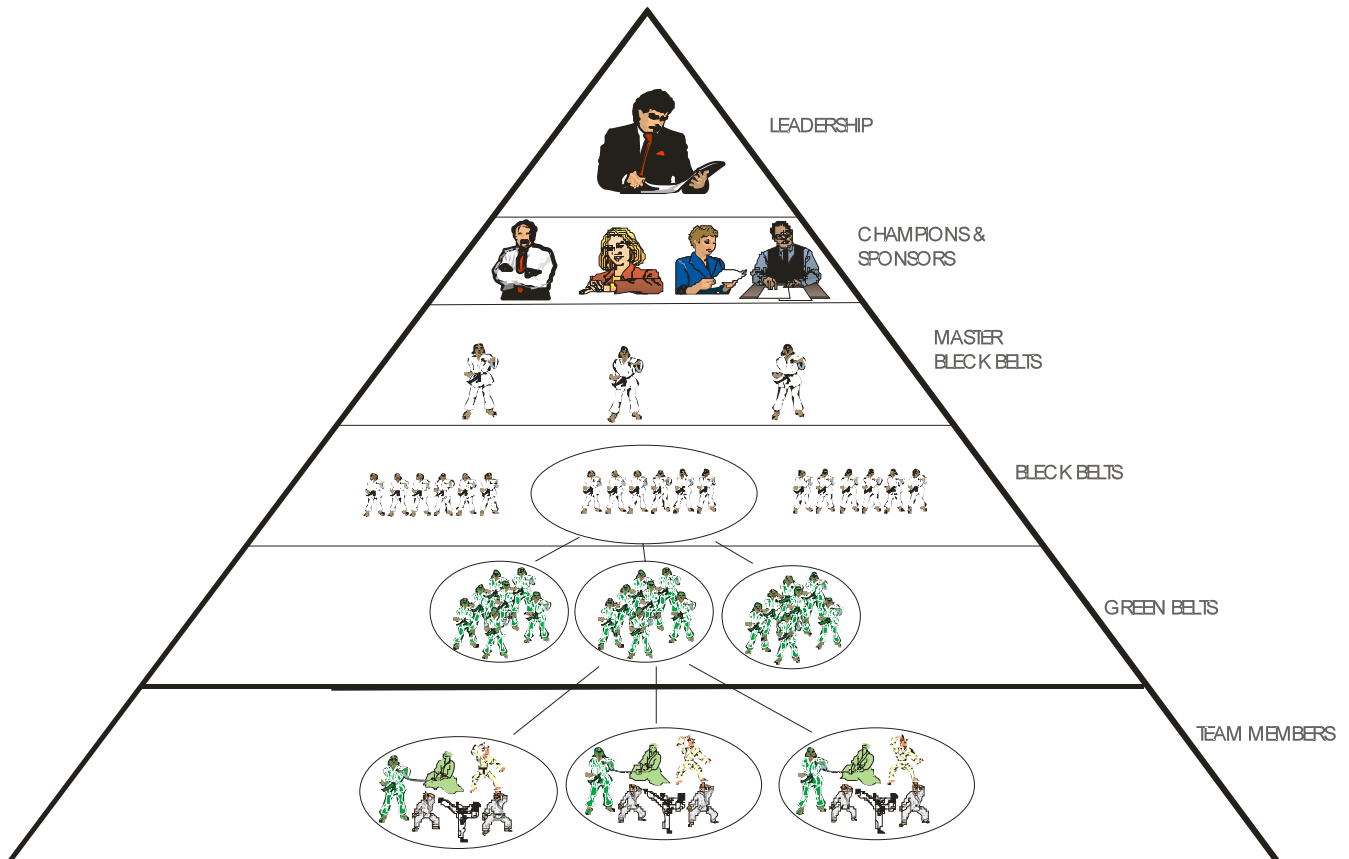 LEADERSHIP
CHAMPIONS &
SPONSORS
MASTER
BLECK BELTS
BLECK BELTS
GREEN BELTS
TEAM MEMBERS